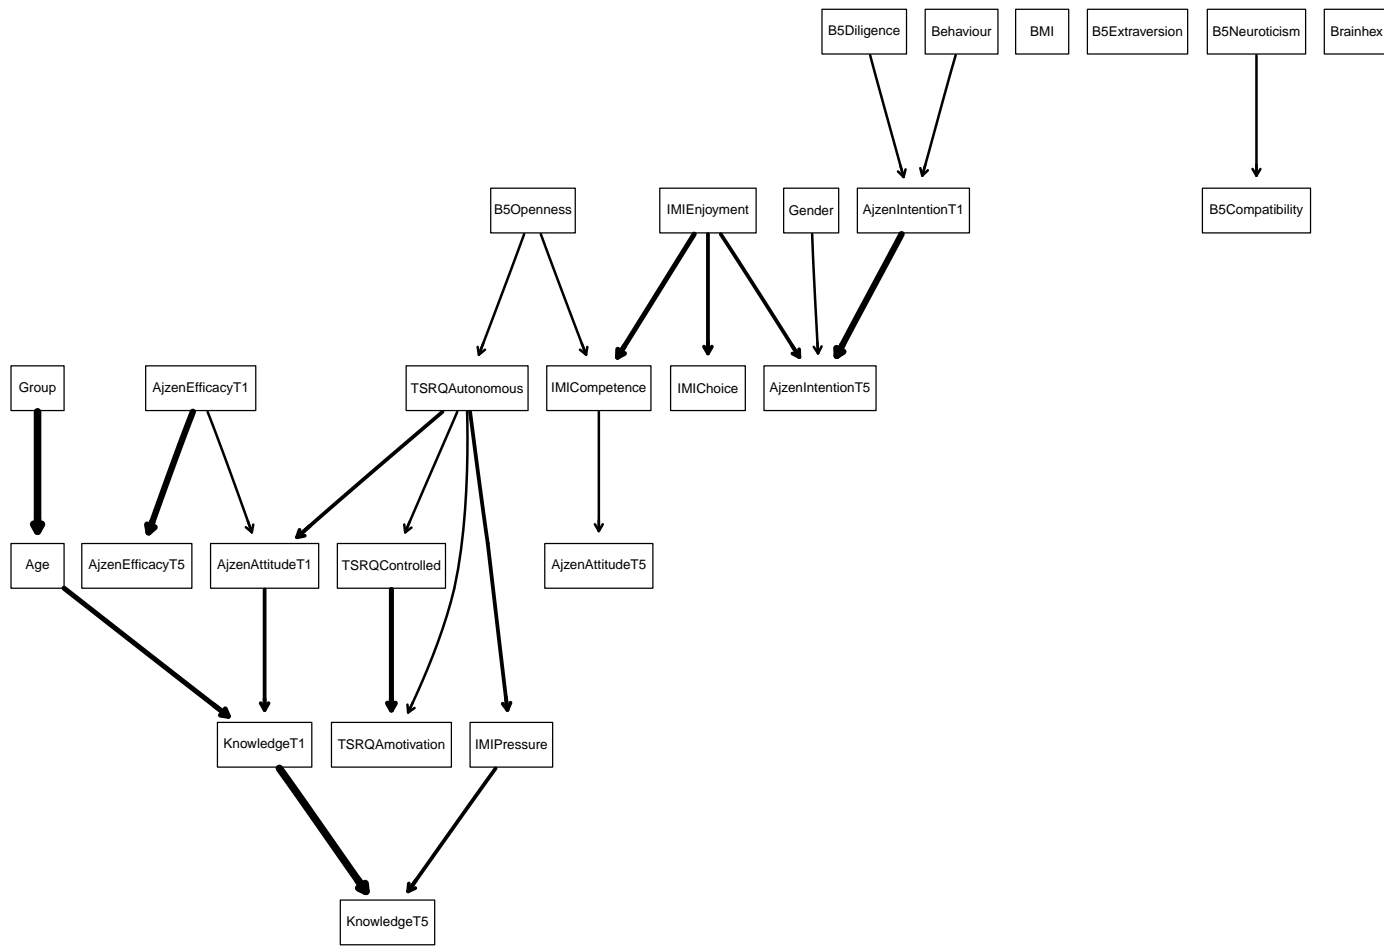 B5Diligence
Behaviour
BMI
B5Extraversion
B5Neuroticism
Brainhex
B5Openness
IMIEnjoyment
Gender
AjzenIntentionT1
B5Compatibility
Group
AjzenEfficacyT1
TSRQAutonomous
IMICompetence
IMIChoice
AjzenIntentionT5
Age
AjzenEfficacyT5
AjzenAttitudeT1
TSRQControlled
AjzenAttitudeT5
KnowledgeT1
TSRQAmotivation
IMIPressure
KnowledgeT5